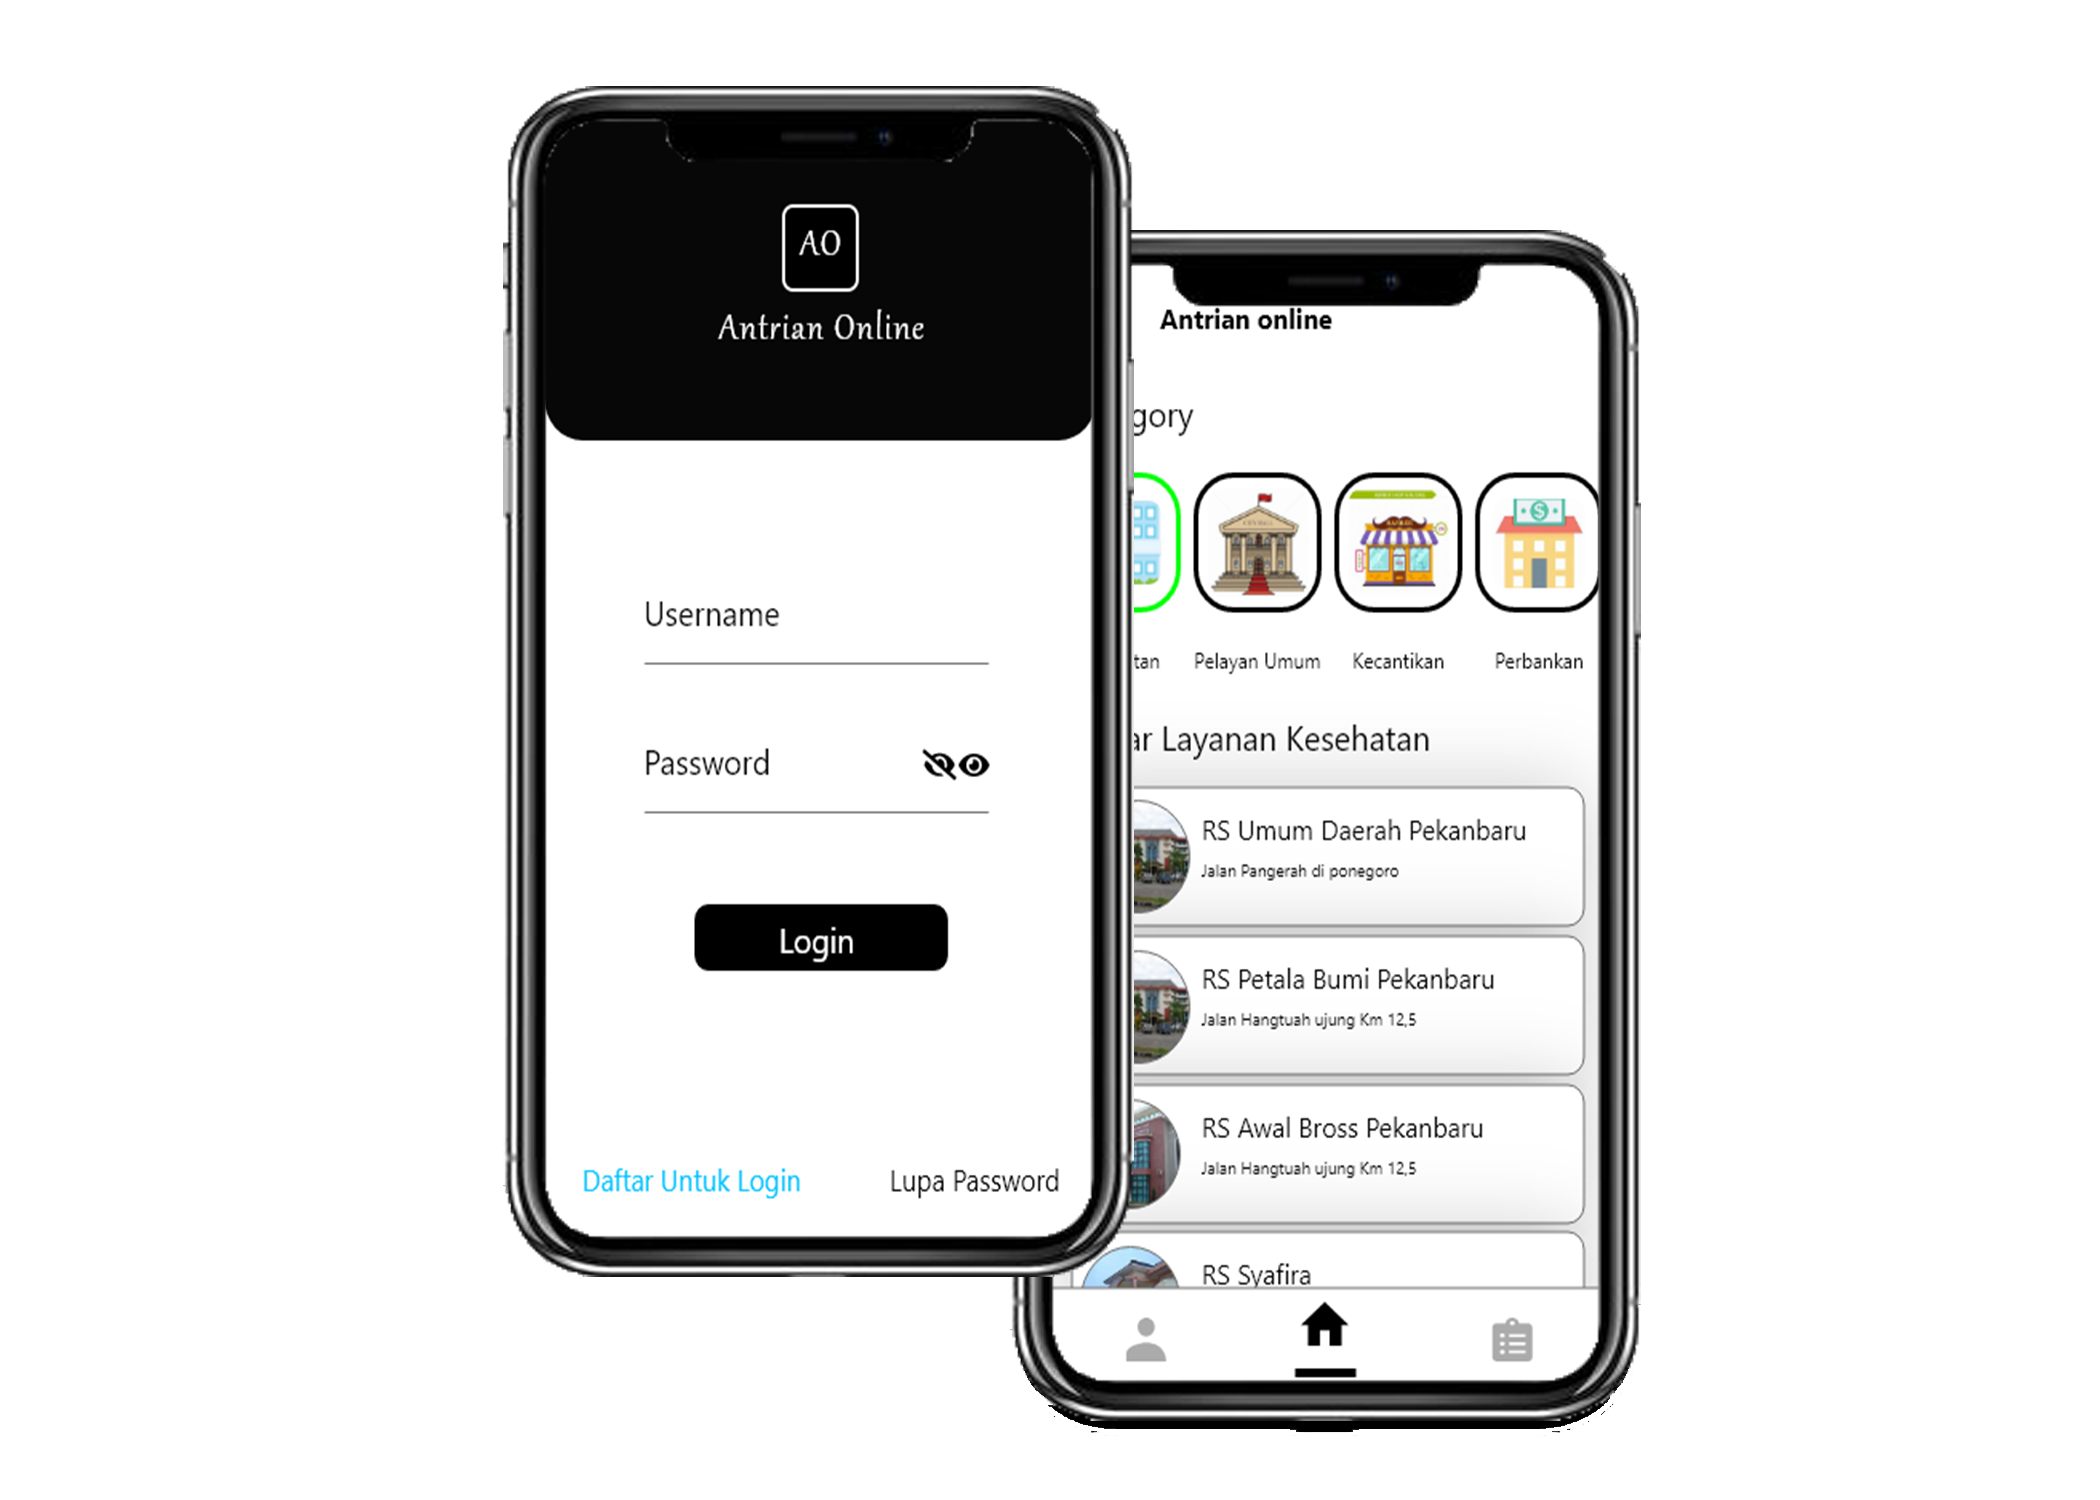 AO
Antrian Online
Username
Password
Login
Daftar Untuk Login
Lupa Password
Antrian online
gory
tan
Pelayan Umum
Kecantikan
Perbankan
ar Layanan Kesehatan
RS Umum Daerah Pekanbaru
Jalan Pangerah di ponegoro
RS Petala Bumi Pekanbaru
Jalan Hangtuah ujung Km 12,5
RS Awal Bross Pekanbaru
Jalan Hangtuah ujung Km 12,5
RS Syafira